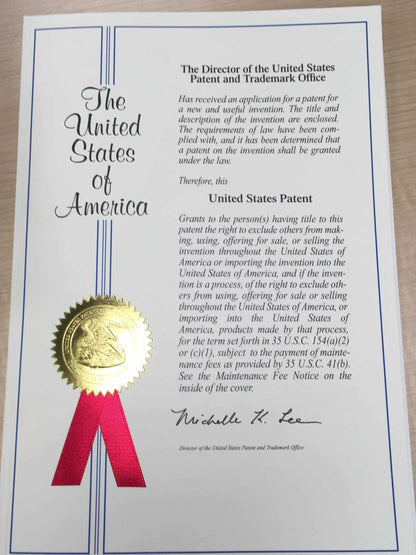 The
United
States
of
America
The Director of the United States
Patent and Trademark Office
Has received an application for a patent for
a new and useful invention. The title and
description of the invention are enclosed.
The requirements of law have been com-
plied with, and it has been determined that
a patent on the invention shall be granted
under the law.
Therefore, this
United States Patent
Grants to the person(s) having title to this
patent the right to exclude others from mak-
ing, using, offering for sale, or selling the
invention throughout the United States of
America or importing the invention into the
United States of America, and if the inven-
tion is a process, of the right to exclude oth-
ers from using, offering for sale or selling
throughout the United States of America, or
importing into the United States of
America, products made by that process,
for the term set forth in 35 U.S.C. 154(a)(2)
or (c)(1), subject to the payment of mainte-
nance fees as provided by 35 U.S.C. 41(b).
See the Maintenance Fee Notice on the
inside of the cover.
Michelle K. Lee
Director of the United States Patent and Trademark Office